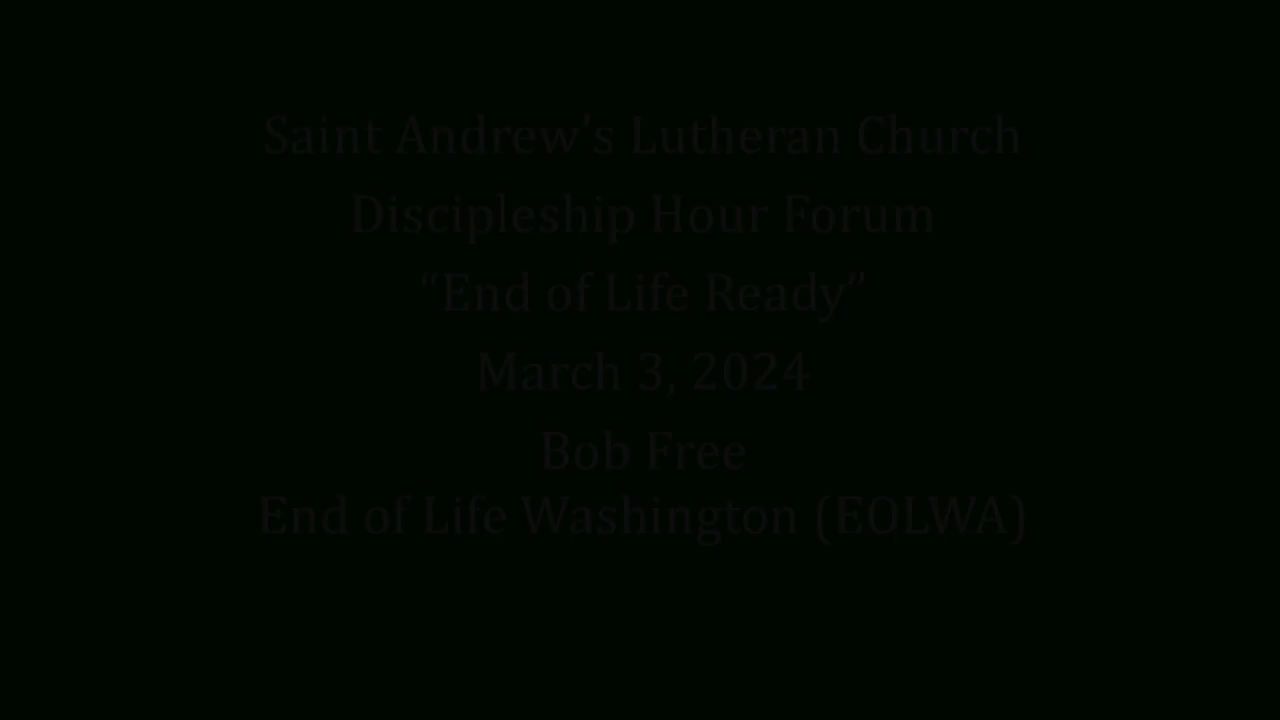 Saint Andrew's Lutheran Church
Discipleship Hour Forum
“End of Life Ready”
March 3, 2024
Bob Free
End of Life Washington (EOLWA)